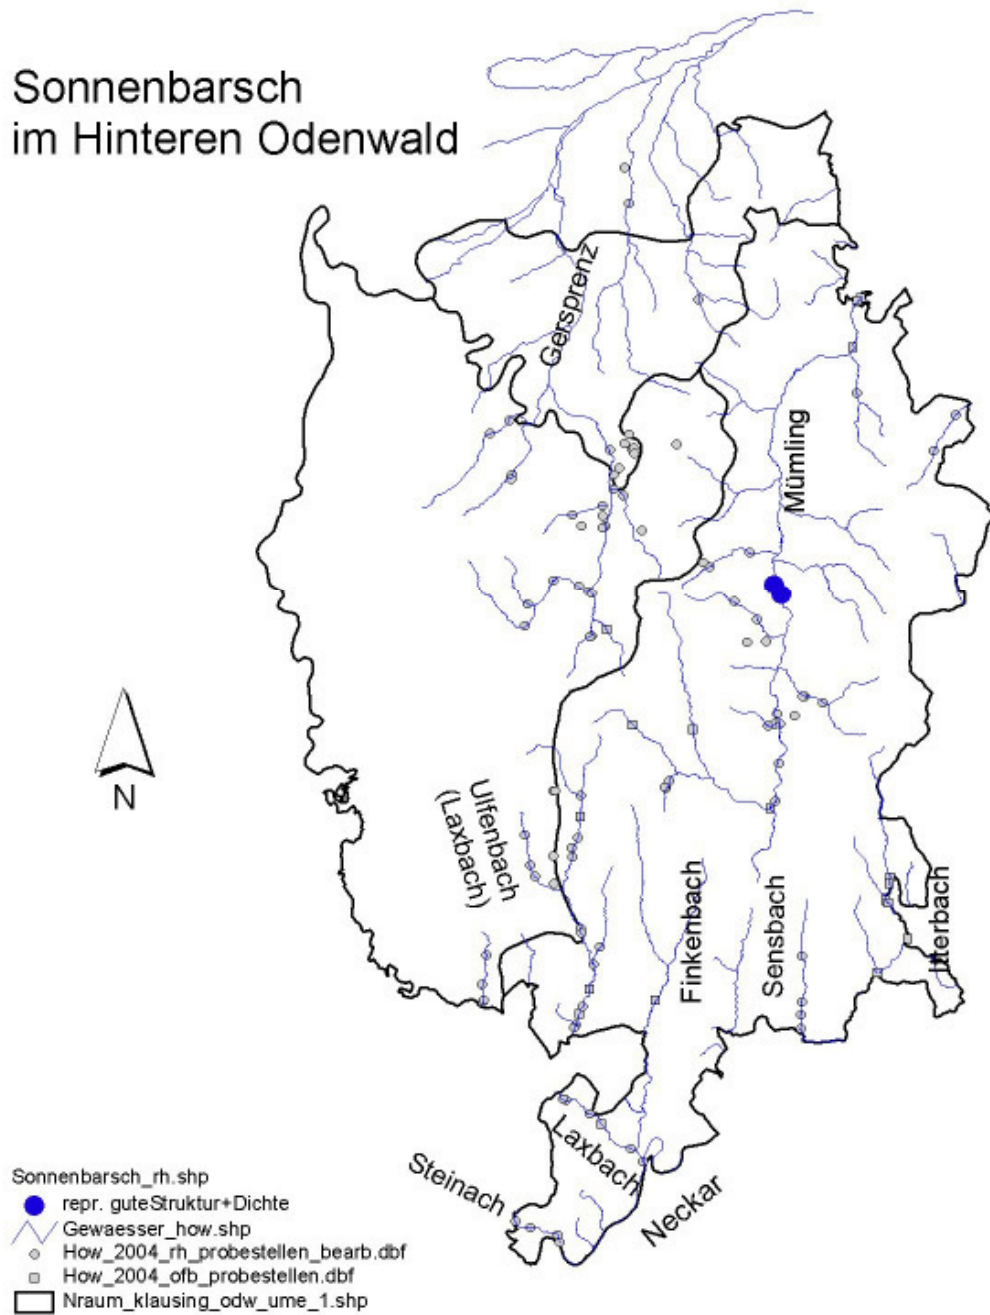 Sonnenbarsch
im Hinteren Odenwald
Gersprenz
Mümling
N
Ulfenbach
(Laxbach)
Finkenbach
Sensbach
Itterbach
Laxbach
Steinach
Neckar
Sonnenbarsch_rh.shp
repr. guteStruktur+Dichte
Gewaesser_how.shp
How_2004_rh_probestellen_bearb.dbf
How_2004_ofb_probestellen.dbf
Nraum_klausing_odw_ume_1.shp